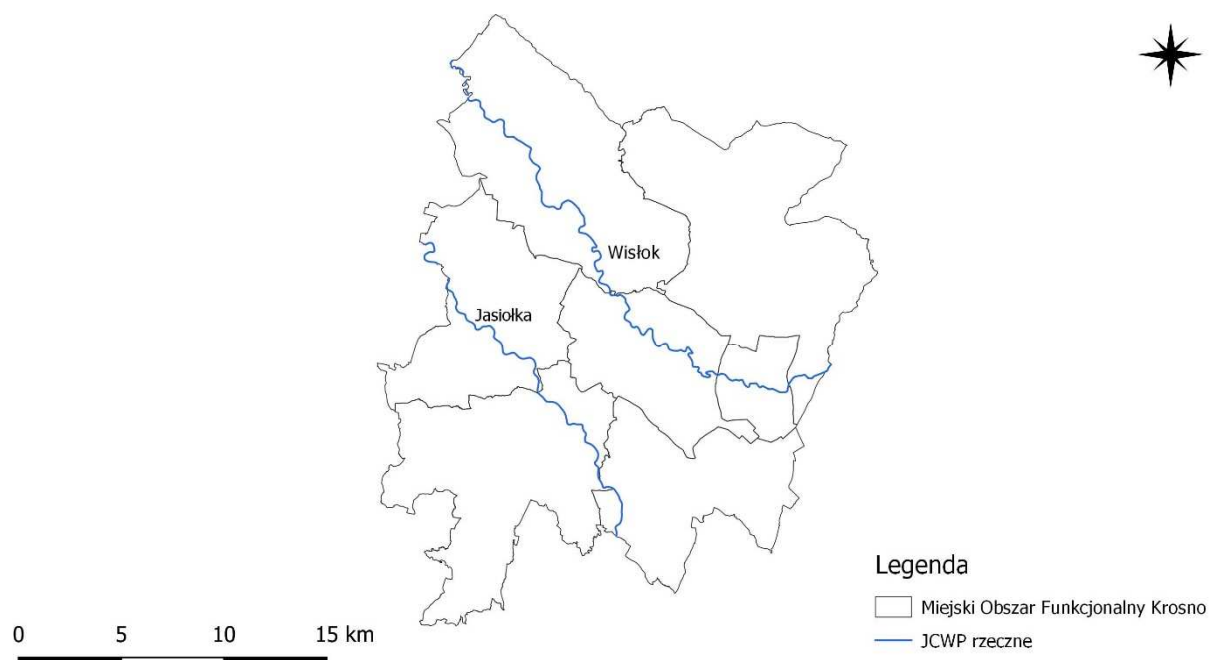 Wisłok
Jasiołka
Legenda
Miejski Obszar Funkcjonalny Krosno
JCWP rzeczne
0 5 10 15 km